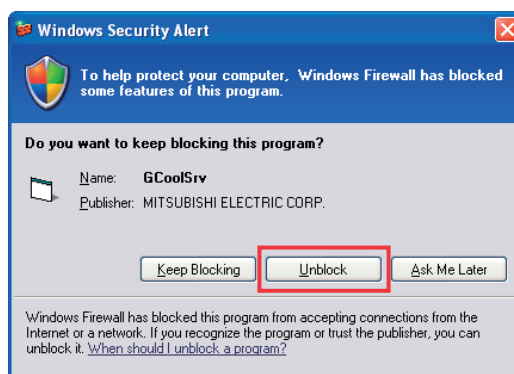 Windows Security Alert
To help protect your computer, Windows Firewall has blocked
some features of this program.
Do you want to keep blocking this program?
Name: GCoolSrv
Publisher: MITSUBISHI ELECTRIC CORP.
Keep Blocking Unblock Ask Me Later
Windows Firewall has blocked this program from accepting connections from the
Internet or a network. If you recognize the program or trust the publisher, you can
unblock it. When should I unblock a program?